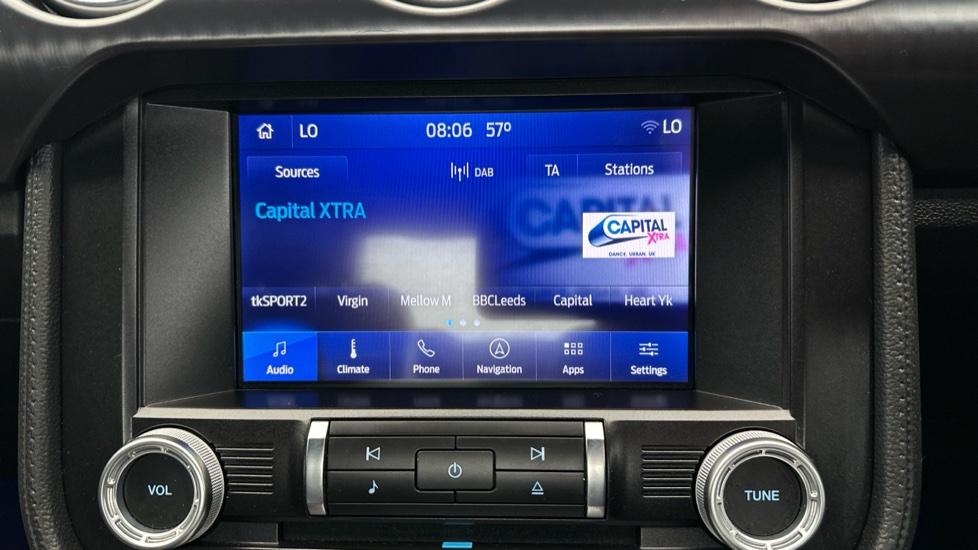 LO 08:06 57° LO
Sources DAB TA Stations
Capital XTRA
CAPITAL
CAPITAL
XTRA
DANCE. URBAN. UK
tkSPORT2 Virgin Mellow M BBCLeeds Capital Heart Yk
Audio Climate Phone Navigation Apps Settings
VOL TUNE